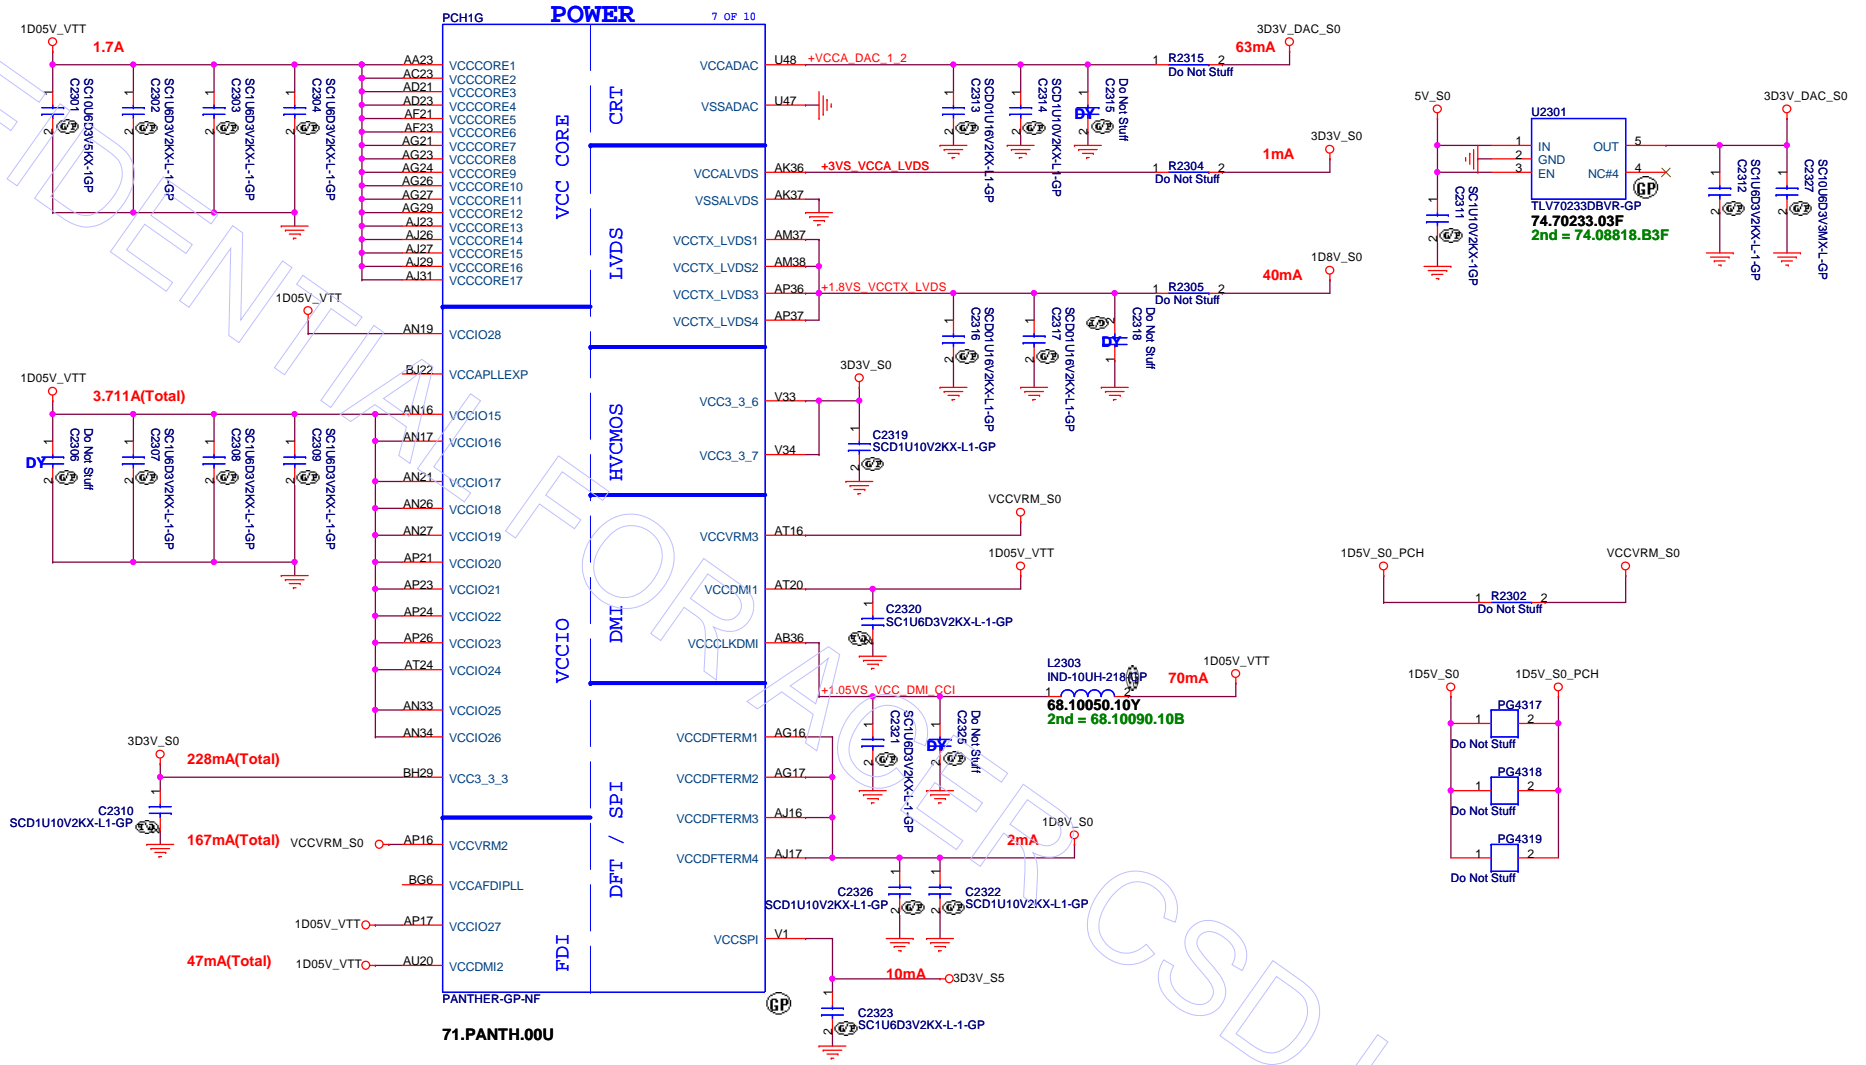 POWER
PCH1G
7 OF 10
1D05V_VTT
1.7A
C2301
SC10U6D3V5KX-1GP
C2302
SC1U6D3V2KX-L-1-GP
C2303
SC1U6D3V2KX-L-1-GP
C2304
SC1U6D3V2KX-L-1-GP
AA23 VCCCORE1
AC23 VCCCORE2
AD21 VCCCORE3
AD23 VCCCORE4
AF21 VCCCORE5
AF23 VCCCORE6
AG21 VCCCORE7
AG23 VCCCORE8
AG24 VCCCORE9
AG26 VCCCORE10
AG27 VCCCORE11
AG29 VCCCORE12
AJ23 VCCCORE13
AJ26 VCCCORE14
AJ27 VCCCORE15
AJ29 VCCCORE16
AJ31 VCCCORE17
VCC CORE
1D05V_VTT
AN19 VCCIO28
BJ22 VCCAPLLEXP
1D05V_VTT
3.711A(Total)
DY
C2306
Do Not Stuff
C2307
SC1U6D3V2KX-L-1-GP
C2308
SC1U6D3V2KX-L-1-GP
C2309
SC1U6D3V2KX-L-1-GP
AN16 VCCIO15
AN17 VCCIO16
AN21 VCCIO17
AN26 VCCIO18
AN27 VCCIO19
AP21 VCCIO20
AP23 VCCIO21
AP24 VCCIO22
AP26 VCCIO23
AT24 VCCIO24
AN33 VCCIO25
AN34 VCCIO26
VCCIO
3D3V_S0
228mA(Total)
BH29 VCC3_3_3
C2310
SCD1U10V2KX-L1-GP
167mA(Total)
VCCVRM_S0
AP16 VCCVRM2
BG6 VCCAFDIPLL
1D05V_VTT
AP17 VCCIO27
47mA(Total)
1D05V_VTT
AU20 VCCDMI2
FDI
PANTHER-GP-NF
71.PANTH.00U
GP
CRT
VCCADAC U48
+VCCA_DAC_1_2
VSSADAC U47
C2313
SCD01U16V2KX-L1-GP
C2314
SCD1U10V2KX-L1-GP
DY
C2315
Do Not Stuff
1 R2315 2
Do Not Stuff
63mA
3D3V_DAC_S0
LVDS
VCCALVDS AK36
+3VS_VCCA_LVDS
1 R2304 2
Do Not Stuff
1mA
3D3V_S0
VSSALVDS AK37
VCCTX_LVDS1 AM37
VCCTX_LVDS2 AM38
VCCTX_LVDS3 AP36
VCCTX_LVDS4 AP37
+1.8VS_VCCTX_LVDS
1 R2305 2
Do Not Stuff
40mA
1D8V_S0
C2316
SCD01U16V2KX-L1-GP
C2317
SCD01U16V2KX-L1-GP
DY
C2318
Do Not Stuff
HVCMOS
3D3V_S0
VCC3_3_6 V33
VCC3_3_7 V34
C2319
SCD1U10V2KX-L1-GP
DMI
VCCVRM_S0
VCCVRM3 AT16
1D05V_VTT
VCCDMI1 AT20
C2320
SC1U6D3V2KX-L-1-GP
VCCCLKDMI AB36
+1.05VS_VCC_DMI_CCI
L2303
IND-10UH-218-GP
68.10050.10Y
2nd = 68.10090.10B
70mA
1D05V_VTT
C2321
SC1U6D3V2KX-L-1-GP
DY
C2325
Do Not Stuff
DFT / SPI
VCCDFTERM1 AG16
VCCDFTERM2 AG17
VCCDFTERM3 AJ16
VCCDFTERM4 AJ17
2mA
1D8V_S0
C2326
SCD1U10V2KX-L1-GP
C2322
SCD1U10V2KX-L1-GP
VCCSPI V1
10mA
3D3V_S5
C2323
SC1U6D3V2KX-L-1-GP
5V_S0
3D3V_DAC_S0
U2301
1 IN
2 GND
3 EN
OUT 5
NC#4 4
GP
TLV70233DBVR-GP
74.70233.03F
2nd = 74.08818.B3F
C2311
SC1U10V2KX-1GP
C2312
SC1U6D3V2KX-L-1-GP
C2327
SC10U6D3V3MX-L-GP
1D5V_S0_PCH
VCCVRM_S0
1 R2302 2
Do Not Stuff
1D5V_S0
1D5V_S0_PCH
PG4317
1 2
Do Not Stuff
PG4318
1 2
Do Not Stuff
PG4319
1 2
Do Not Stuff
FIDENTIAL FOR ACER CSD